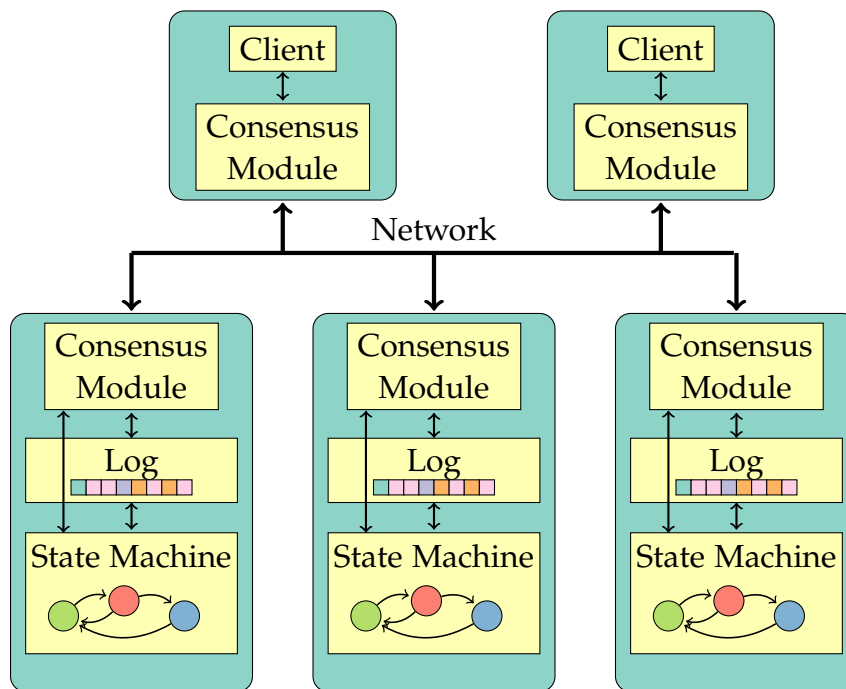 Client
Consensus
Module
Client
Consensus
Module
Network
Consensus
Module
Log
State Machine
Consensus
Module
Log
State Machine
Consensus
Module
Log
State Machine